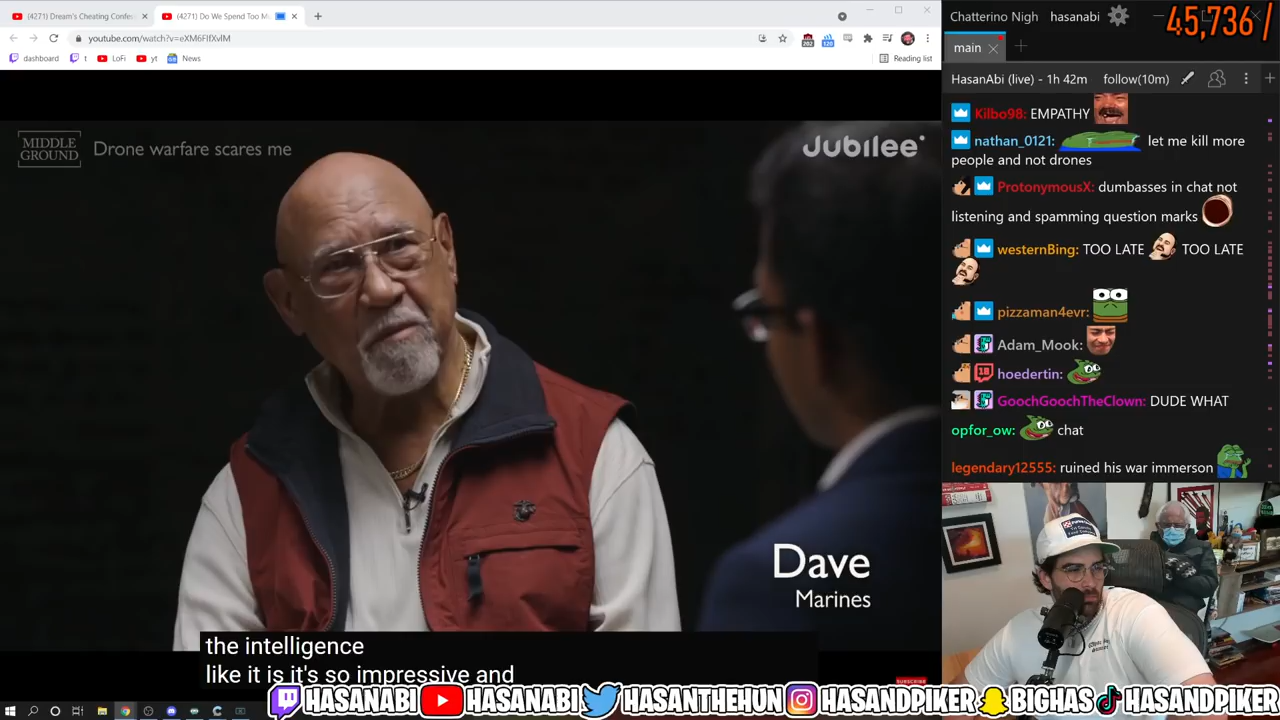 (4271) Dream's Cheating Confes
(4271) Do We Spend Too M
Chatterino Nigh
hasanabi
45,736 /
youtube.com/watch?v=eXM6FlfXvlM
main
dashboard
t
LoFi
yt
News
Reading list
HasanAbi (live) - 1h 42m
follow(10m)
MIDDLE
GROUND
Drone warfare scares me
Jubilee
Kilbo98: EMPATHY
nathan_0121: let me kill more
people and not drones
ProtonymousX: dumbasses in chat not
listening and spamming question marks
westernBing: TOO LATE TOO LATE
pizzaman4evr:
Adam_Mook:
hoedertin:
GoochGoochTheClown: DUDE WHAT
opfor_ow: chat
legendary12555: ruined his war immerson
Dave
Marines
the intelligence
like it is it's so impressive and
SUBSCRIBE
HASANABI
HASANABI
HASANTHEHUN
HASANDPIKER
BIGHAS
HASANDPIKER